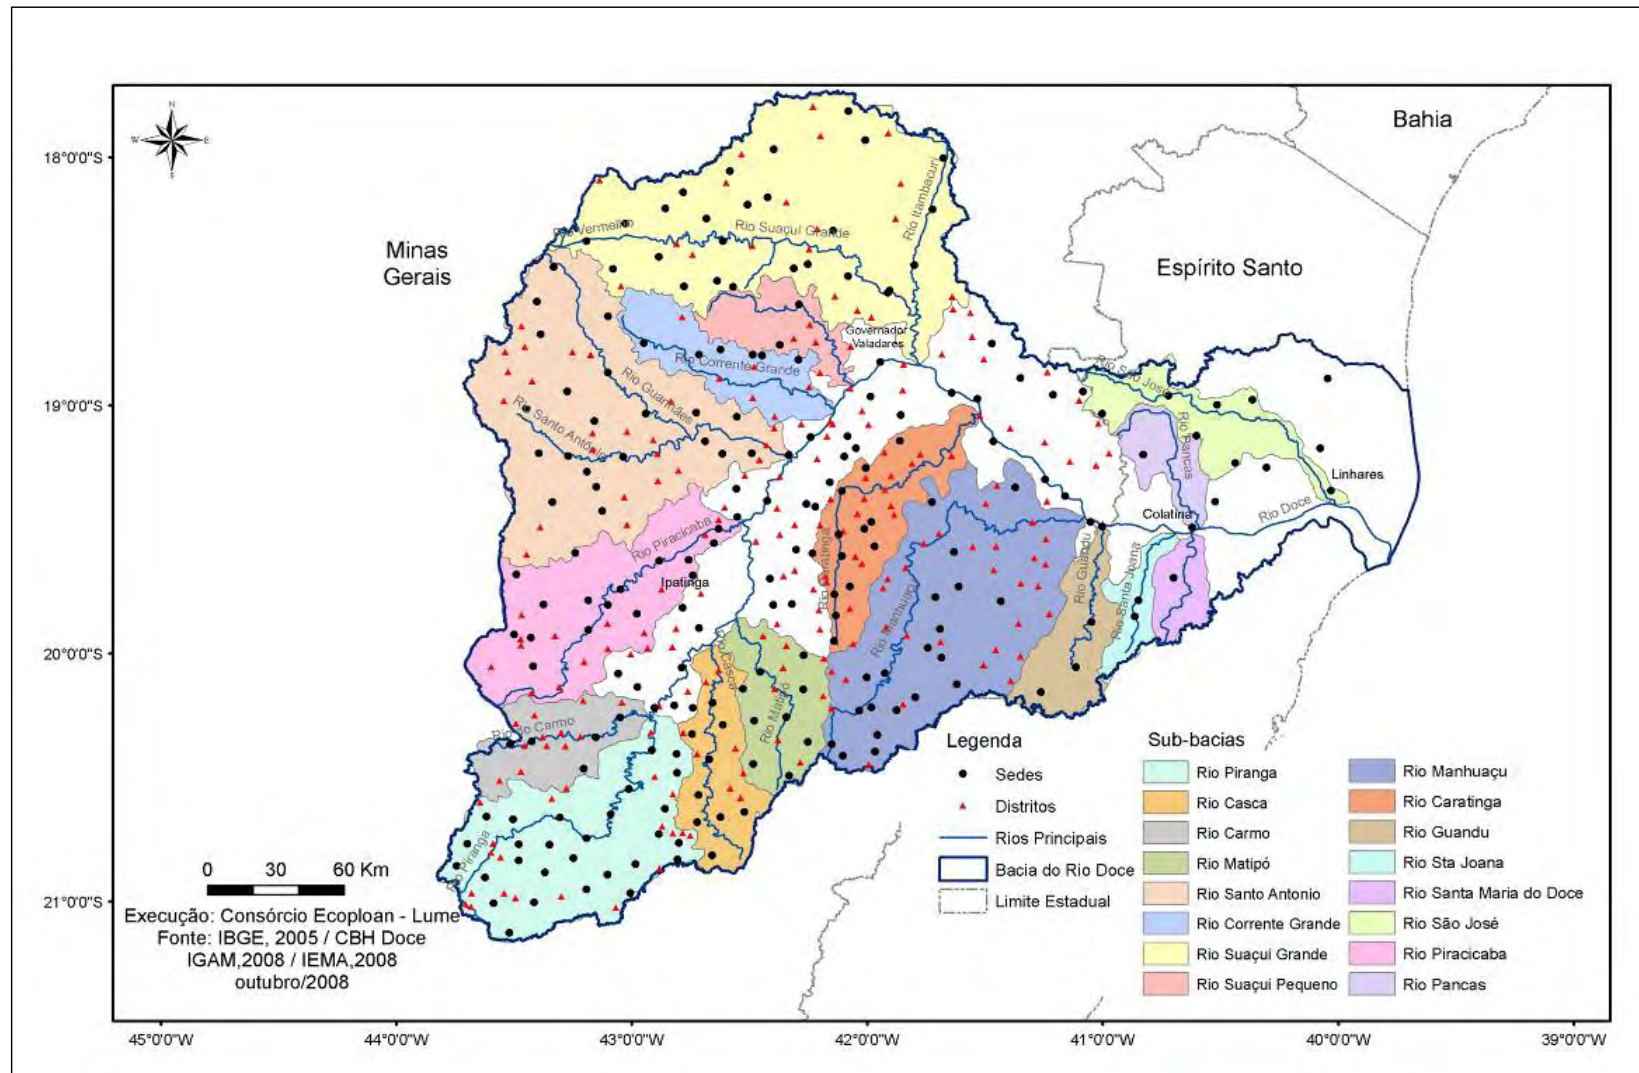 N
W
E
S
Bahia
18°0'0"S
Rio Itambacuri
Rio Vermelho
Rio Suaçuí Grande
Minas
Gerais
Espírito Santo
Governador
Valadares
Rio Corrente Grande
Rio São José
19°0'0"S
Rio Guanhães
Rio Santo Antônio
Rio Pancas
Linhares
Rio Doce
Colatina
Rio Piracicaba
Ipatinga
Rio Caratinga
Rio Guandu
Rio Santa Joana
Rio Manhuaçu
20°0'0"S
Rio Casca
Rio Matipó
Rio do Carmo
Rio Piranga
21°0'0"S
0 30 60 Km
Execução: Consórcio Ecoploan - Lume
Fonte: IBGE, 2005 / CBH Doce
IGAM,2008 / IEMA,2008
outubro/2008
Legenda
Sedes
Distritos
Rios Principais
Bacia do Rio Doce
Limite Estadual
Sub-bacias
Rio Piranga
Rio Casca
Rio Carmo
Rio Matipó
Rio Santo Antonio
Rio Corrente Grande
Rio Suaçui Grande
Rio Suaçui Pequeno
Rio Manhuaçu
Rio Caratinga
Rio Guandu
Rio Sta Joana
Rio Santa Maria do Doce
Rio São José
Rio Piracicaba
Rio Pancas
45°0'0"W
44°0'0"W
43°0'0"W
42°0'0"W
41°0'0"W
40°0'0"W
39°0'0"W